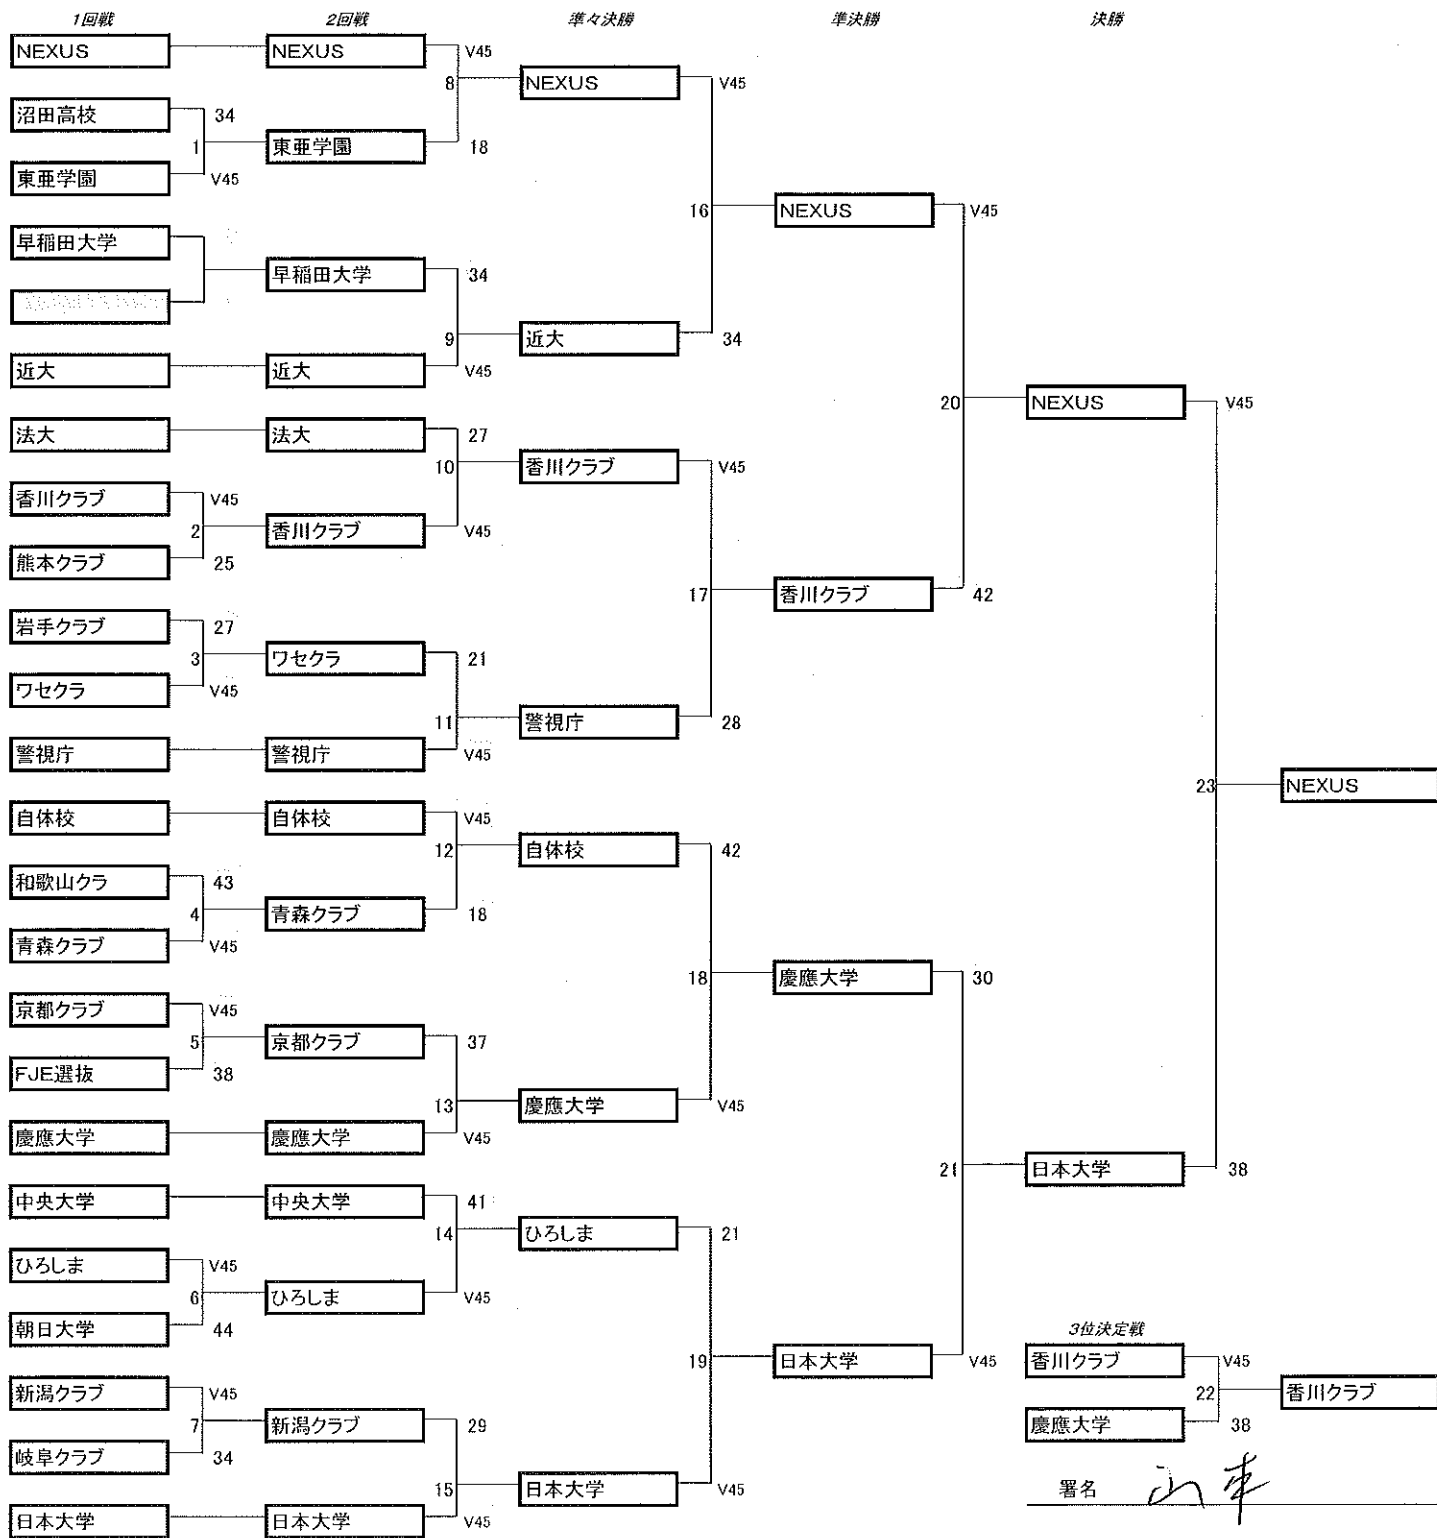 1回戦 2回戦 準々決勝 準決勝 決勝
NEXUS NEXUS V45
8 NEXUS V45
沼田高校 34
1 東亜学園 18
東亜学園 V45
16 NEXUS V45
早稲田大学
早稲田大学 34
9 近大 34
近大 近大 V45
20 NEXUS V45
法大 法大 27
10 香川クラブ V45
香川クラブ V45
2 香川クラブ V45
熊本クラブ 25
17 香川クラブ 42
岩手クラブ 27
3 ワセクラ 21
ワセクラ V45
11 警視庁 28
警視庁 警視庁 V45
23 NEXUS
自体校 自体校 V45
12 自体校 42
和歌山クラ 43
4 青森クラブ 18
青森クラブ V45
18 慶應大学 30
京都クラブ V45
5 京都クラブ 37
FJE選抜 38
13 慶應大学 V45
慶應大学 慶應大学 V45
21 日本大学 38
中央大学 中央大学 41
14 ひろしま 21
ひろしま V45
6 ひろしま V45
朝日大学 44
3位決定戦
19 日本大学 V45 香川クラブ V45
新潟クラブ V45
22 香川クラブ
7 新潟クラブ 29 慶應大学 38
岐阜クラブ 34
15 日本大学 V45 署名
日本大学 日本大学 V45